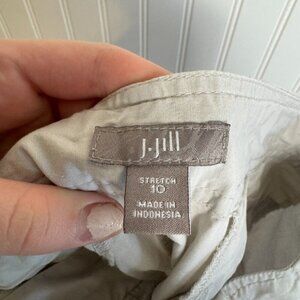 J.Jill
STRETCH
10
MADE IN
INDONESIA